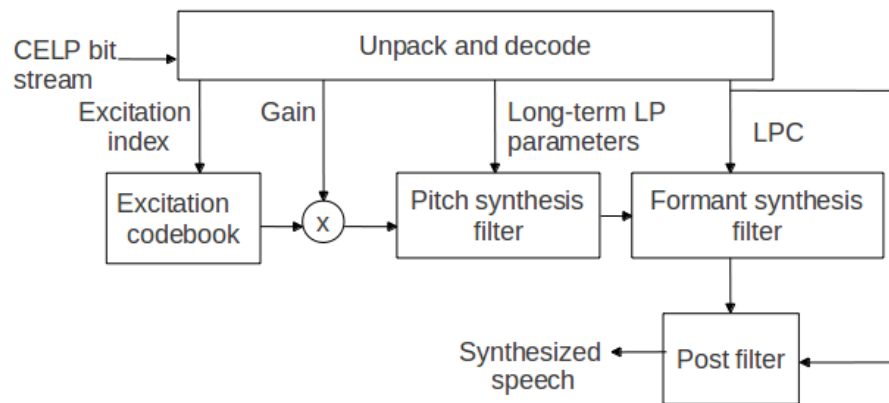 Unpack and decode
CELP bit
stream
Excitation
index
Gain
Long-term LP
parameters
LPC
Excitation
codebook
x
Pitch synthesis
filter
Formant synthesis
filter
Synthesized
speech
Post filter